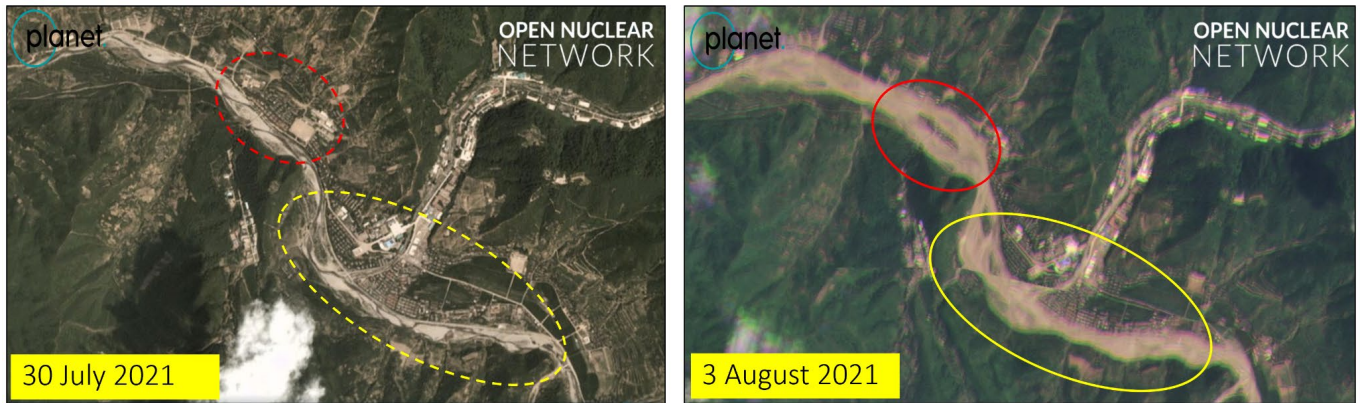 planet
OPEN NUCLEAR
NETWORK
30 July 2021
planet
OPEN NUCLEAR
NETWORK
3 August 2021